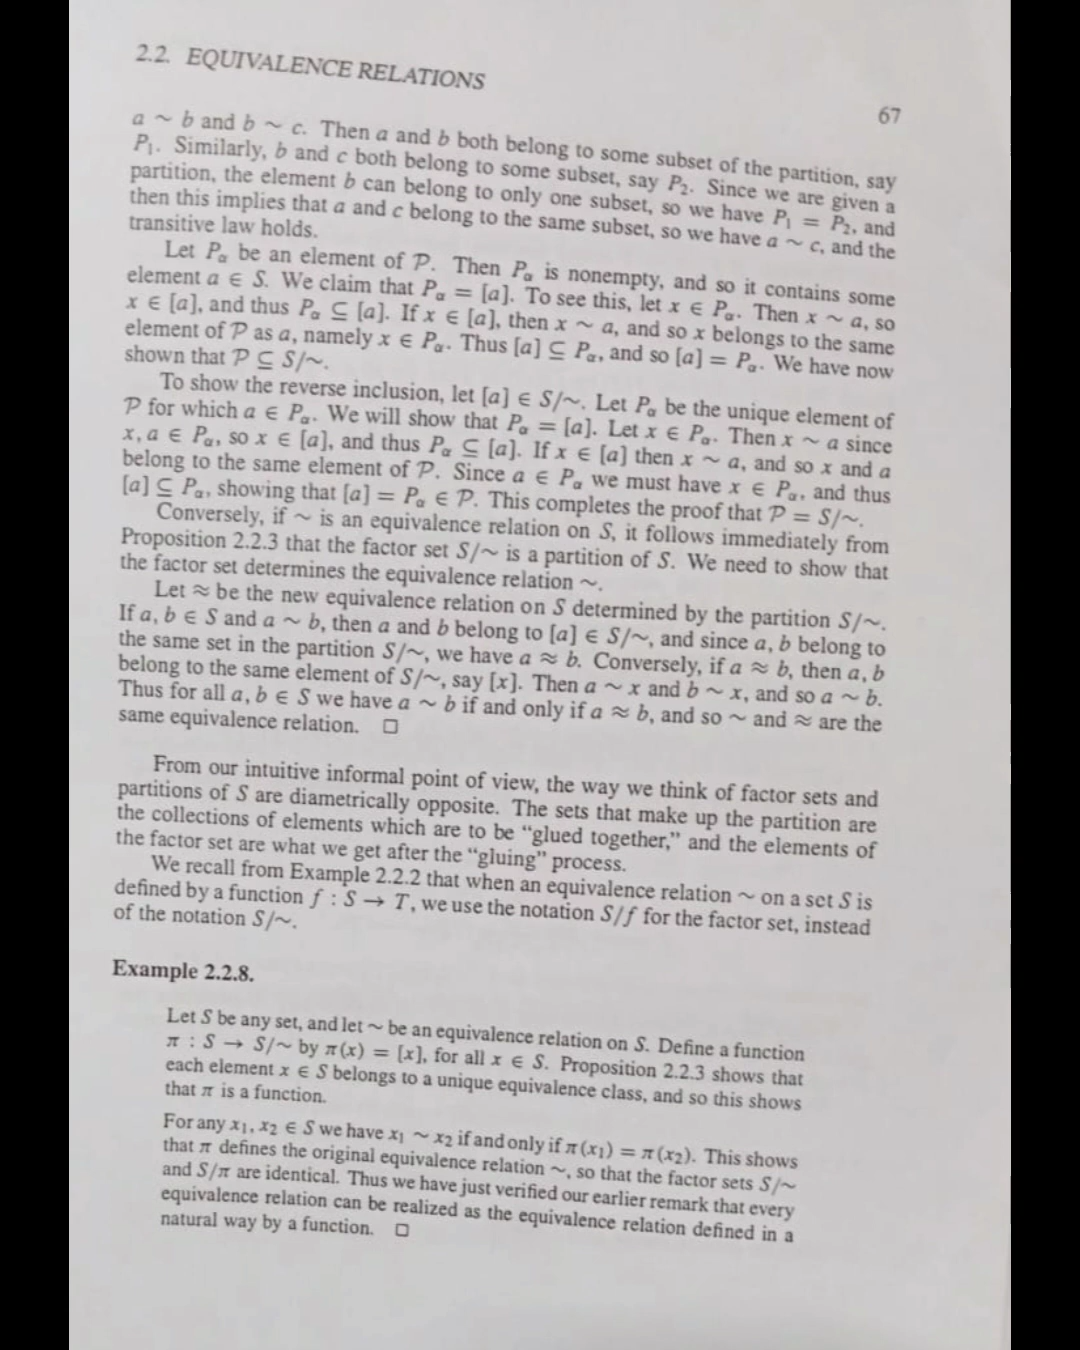 2.2. EQUIVALENCE RELATIONS
67
a ∼ b and b ∼ c. Then a and b both belong to some subset of the partition, say
P₁. Similarly, b and c both belong to some subset, say P₂. Since we are given a
partition, the element b can belong to only one subset, so we have P₁ = P₂, and
then this implies that a and c belong to the same subset, so we have a ∼ c, and the
transitive law holds.
Let Pα be an element of 𝒫. Then Pα is nonempty, and so it contains some
element a ∈ S. We claim that Pα = [a]. To see this, let x ∈ Pα. Then x ∼ a, so
x ∈ [a], and thus Pα ⊆ [a]. If x ∈ [a], then x ∼ a, and so x belongs to the same
element of 𝒫 as a, namely x ∈ Pα. Thus [a] ⊆ Pα, and so [a] = Pα. We have now
shown that 𝒫 ⊆ S/∼.
To show the reverse inclusion, let [a] ∈ S/∼. Let Pα be the unique element of
𝒫 for which a ∈ Pα. We will show that Pα = [a]. Let x ∈ Pα. Then x ∼ a since
x, a ∈ Pα, so x ∈ [a], and thus Pα ⊆ [a]. If x ∈ [a] then x ∼ a, and so x and a
belong to the same element of 𝒫. Since a ∈ Pα we must have x ∈ Pα, and thus
[a] ⊆ Pα, showing that [a] = Pα ∈ 𝒫. This completes the proof that 𝒫 = S/∼.
Conversely, if ∼ is an equivalence relation on S, it follows immediately from
Proposition 2.2.3 that the factor set S/∼ is a partition of S. We need to show that
the factor set determines the equivalence relation ∼.
Let ≈ be the new equivalence relation on S determined by the partition S/∼.
If a, b ∈ S and a ∼ b, then a and b belong to [a] ∈ S/∼, and since a, b belong to
the same set in the partition S/∼, we have a ≈ b. Conversely, if a ≈ b, then a, b
belong to the same element of S/∼, say [x]. Then a ∼ x and b ∼ x, and so a ∼ b.
Thus for all a, b ∈ S we have a ∼ b if and only if a ≈ b, and so ∼ and ≈ are the
same equivalence relation. □
From our intuitive informal point of view, the way we think of factor sets and
partitions of S are diametrically opposite. The sets that make up the partition are
the collections of elements which are to be “glued together,” and the elements of
the factor set are what we get after the “gluing” process.
We recall from Example 2.2.2 that when an equivalence relation ∼ on a set S is
defined by a function f : S → T, we use the notation S/f for the factor set, instead
of the notation S/∼.
Example 2.2.8.
Let S be any set, and let ∼ be an equivalence relation on S. Define a function
π : S → S/∼ by π(x) = [x], for all x ∈ S. Proposition 2.2.3 shows that
each element x ∈ S belongs to a unique equivalence class, and so this shows
that π is a function.
For any x₁, x₂ ∈ S we have x₁ ∼ x₂ if and only if π(x₁) = π(x₂). This shows
that π defines the original equivalence relation ∼, so that the factor sets S/∼
and S/π are identical. Thus we have just verified our earlier remark that every
equivalence relation can be realized as the equivalence relation defined in a
natural way by a function. □